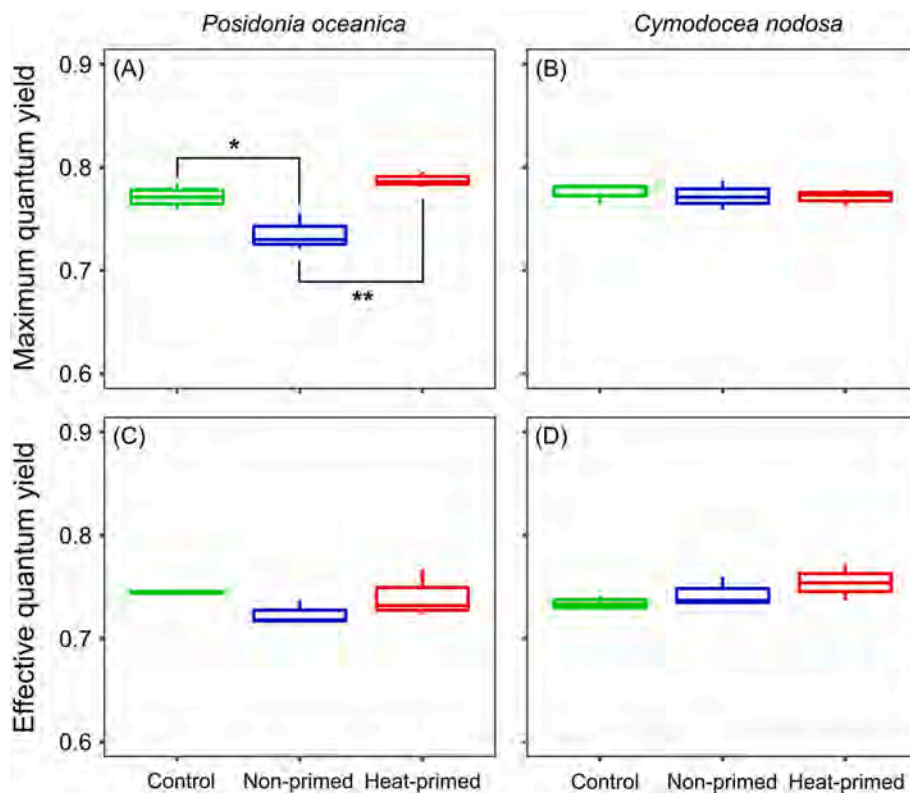 Posidonia oceanica Cymodocea nodosa
Maximum quantum yield
0.9
0.8
0.7
0.6
(A)
*
**
(B)
Effective quantum yield
0.9
0.8
0.7
0.6
(C)
(D)
Control Non-primed Heat-primed Control Non-primed Heat-primed